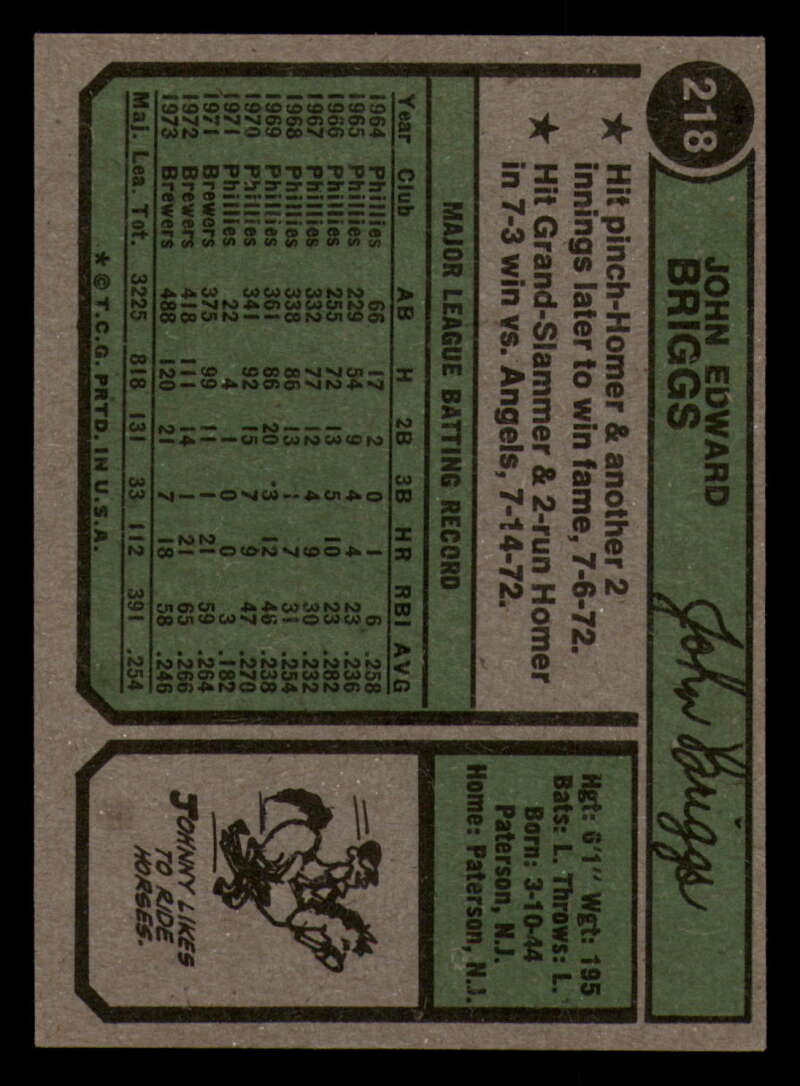 218
JOHN EDWARD
BRIGGS
John Briggs
★ Hit pinch-Homer & another 2
innings later to win fame, 7-6-72.
★ Hit Grand-Slammer & 2-run Homer
in 7-3 win vs. Angels, 7-14-72.
MAJOR LEAGUE BATTING RECORD
Year Club AB H 2B 3B HR RBI AVG
1964 Phillies 66 17 2 0 1 6 .258
1965 Phillies 229 54 9 4 4 23 .236
1966 Phillies 255 72 13 5 10 23 .282
1967 Phillies 332 77 12 4 9 30 .232
1968 Phillies 338 86 13 1 7 31 .254
1969 Phillies 361 86 20 3 12 46 .238
1970 Phillies 341 92 15 7 9 47 .270
1971 Phillies 22 4 1 0 0 3 .182
1971 Brewers 375 99 11 1 21 59 .264
1972 Brewers 418 111 14 1 21 65 .266
1973 Brewers 488 120 21 7 18 58 .246
Maj. Lea. Tot. 3225 818 131 33 112 391 .254
* © T.C.G. PRTD. IN U.S.A.
Hgt: 6'1" Wgt: 195
Bats: L. Throws: L.
Born: 3-10-44
Paterson, N.J.
Home: Paterson, N.J.
JOHNNY LIKES
TO RIDE
HORSES.